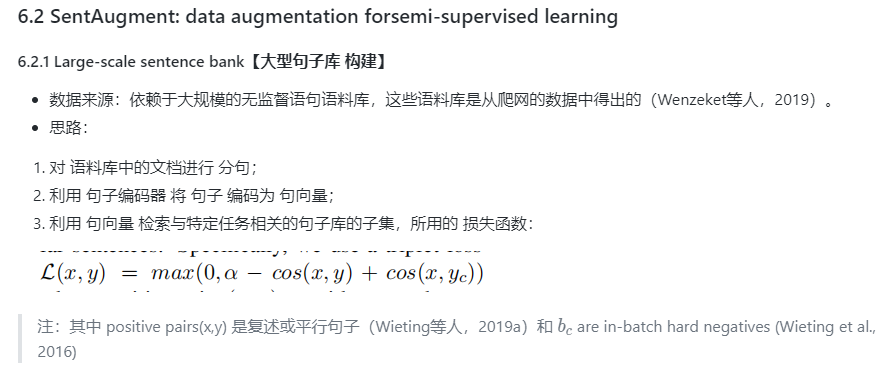 6.2 SentAugment: data augmentation forsemi-supervised learning
6.2.1 Large-scale sentence bank【大型句子库 构建】
• 数据来源：依赖于大规模的无监督语句语料库，这些语料库是从爬网的数据中得出的（Wenzeket等人，2019）。
• 思路：
1. 对 语料库中的文档进行 分句；
2. 利用 句子编码器 将 句子 编码为 句向量；
3. 利用 句向量 检索与特定任务相关的句子库的子集，所用的 损失函数：
ℒ(x, y) = max(0, α − cos(x, y) + cos(x, y_c))
注：其中 positive pairs(x,y) 是复述或平行句子（Wieting等人，2019a）和 b_c are in-batch hard negatives (Wieting et al.,
2016)